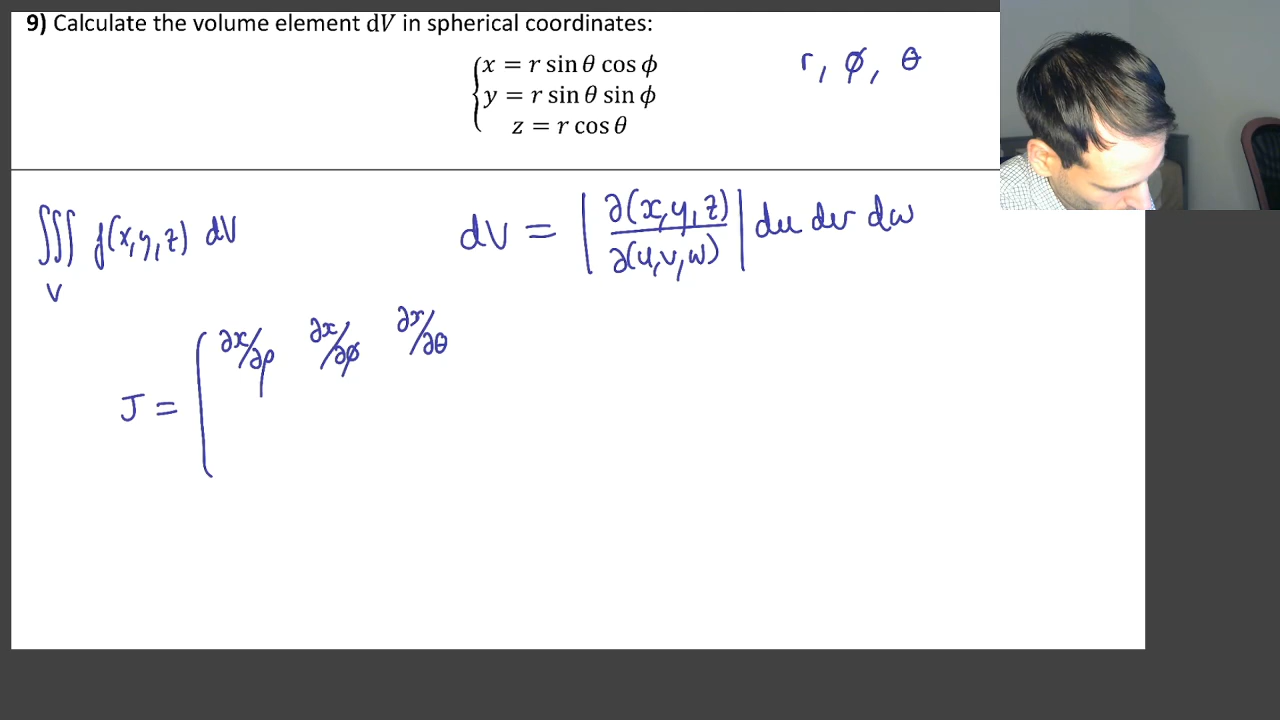 9) Calculate the volume element dV in spherical coordinates:
{x = r sin θ cos ϕ
y = r sin θ sin ϕ
z = r cos θ
r, ϕ, θ
∭_V f(x,y,z) dV
dV = |∂(x,y,z)/∂(u,v,w)| du dv dw
J = [ ∂x/∂ρ ∂x/∂ϕ ∂x/∂θ